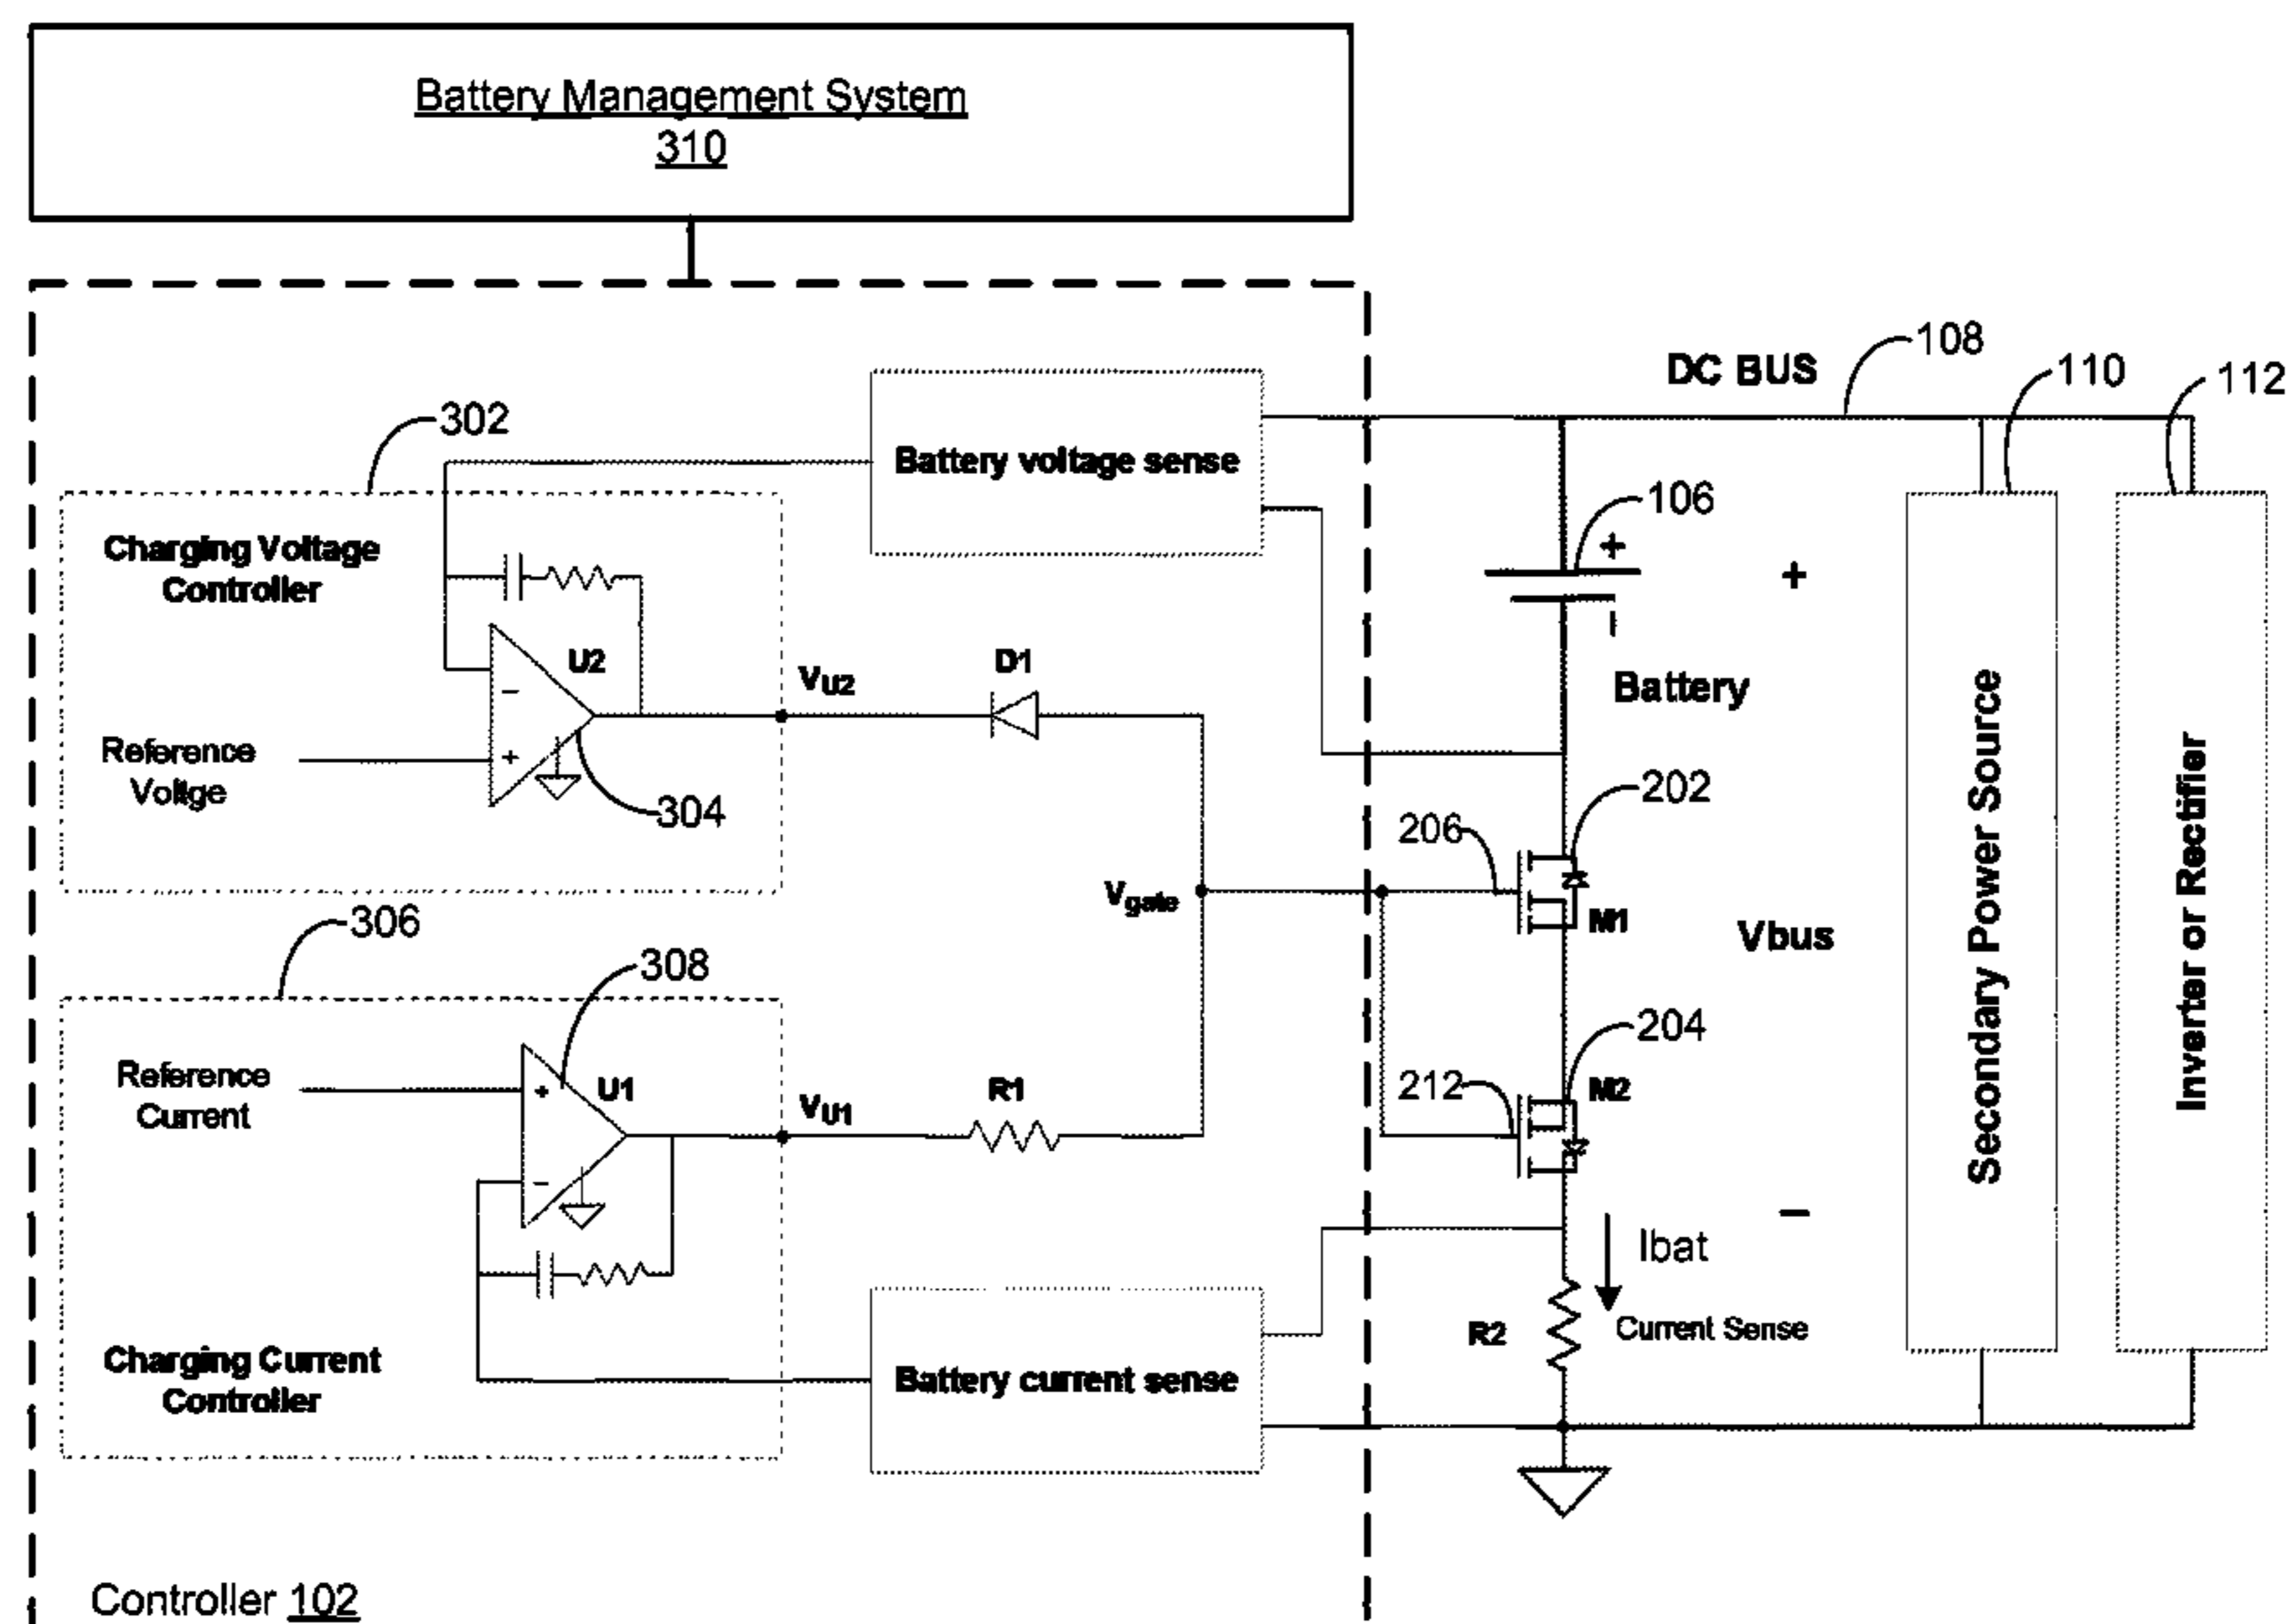 Battery Management System
310
DC BUS
108
110
112
302
Battery voltage sense
Charging Voltage
Controller
106
+
−
+
U2
−
+
VU2
D1
Battery
Reference
Voltge
304
202
206
M1
Vgate
Vbus
Secondary Power Source
Inverter or Rectifier
306
308
Reference
Current
+
−
U1
VU1
R1
204
M2
212
−
Ibat
R2
Current Sense
Charging Current
Controller
Battery current sense
Controller 102